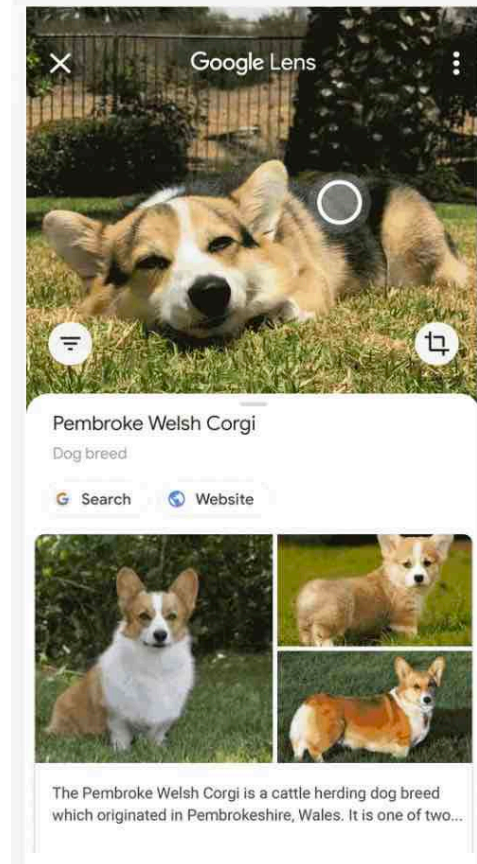 Google Lens
Pembroke Welsh Corgi
Dog breed
Search
Website
The Pembroke Welsh Corgi is a cattle herding dog breed
which originated in Pembrokeshire, Wales. It is one of two...